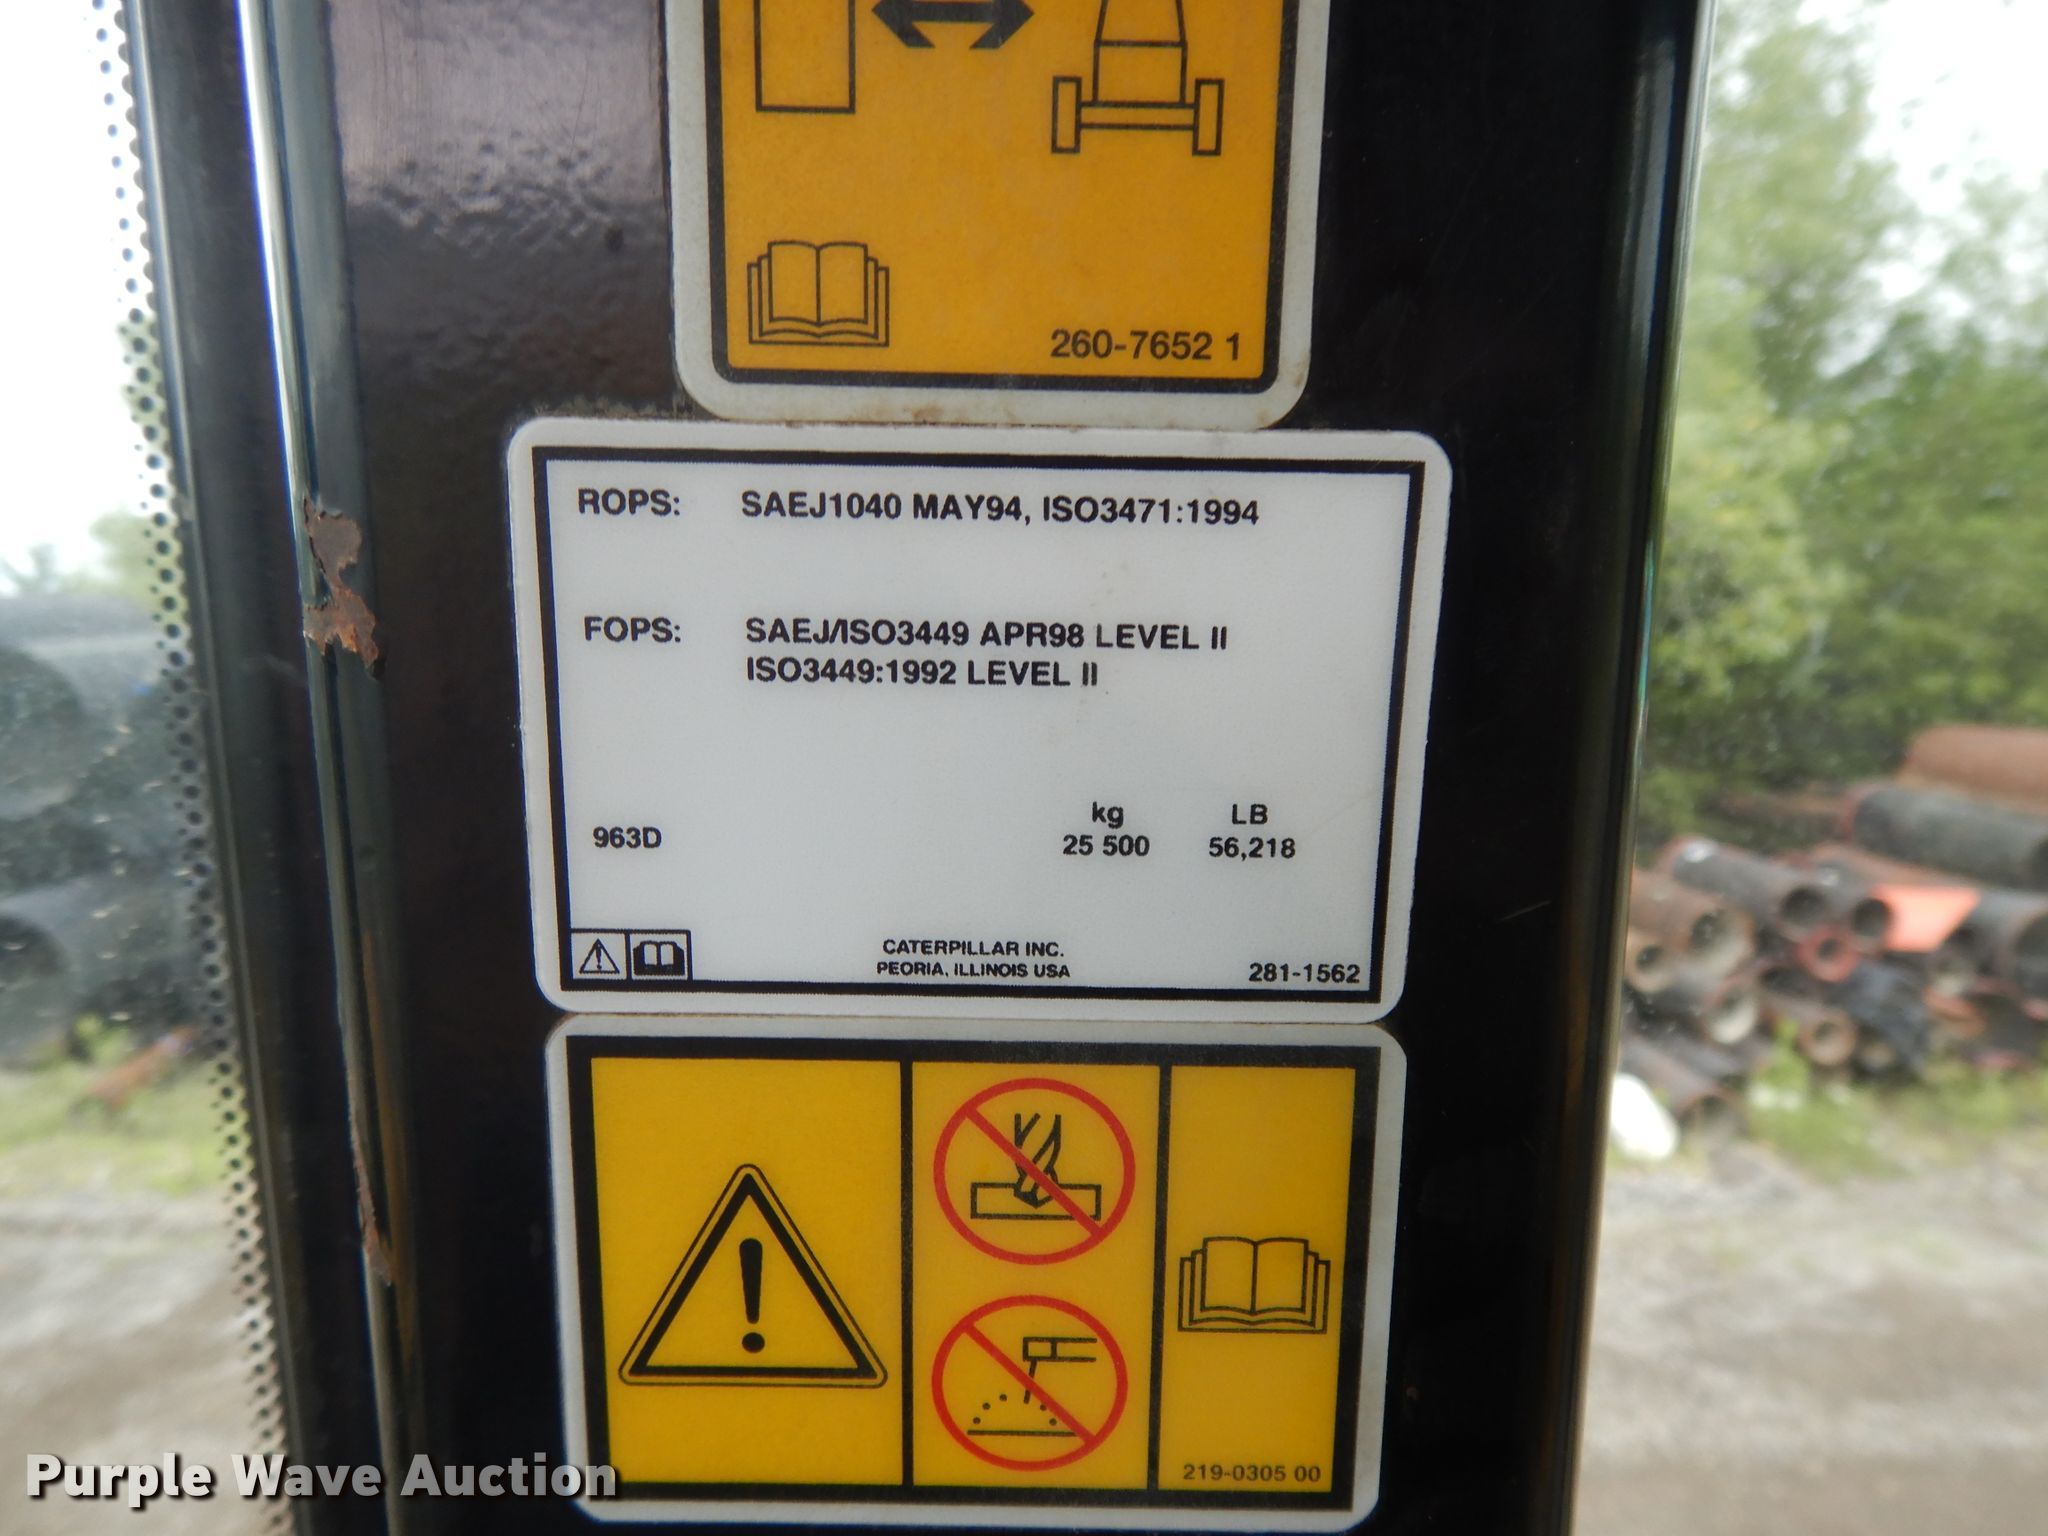 260-7652 1
ROPS: SAEJ1040 MAY94, ISO3471:1994
FOPS: SAEJ/ISO3449 APR98 LEVEL II
ISO3449:1992 LEVEL II
kg LB
963D 25 500 56,218
CATERPILLAR INC.
PEORIA, ILLINOIS USA 281-1562
219-0305 00
Purple Wave Auction